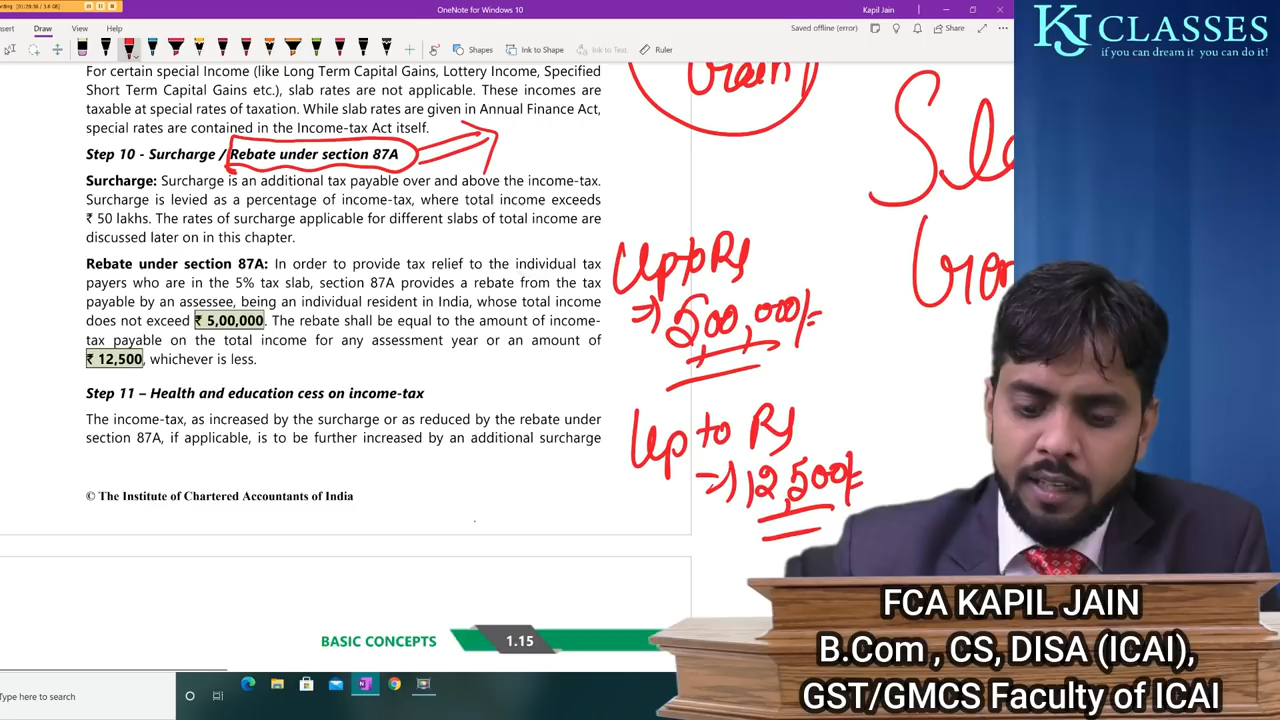 OneNote for Windows 10
Kapil Jain
Insert Draw View Help
Saved offline (error) Share
Shapes Ink to Shape Ink to Text Ruler
KJ CLASSES
if you can dream it you can do it!
For certain special Income (like Long Term Capital Gains, Lottery Income, Specified
Short Term Capital Gains etc.), slab rates are not applicable. These incomes are
taxable at special rates of taxation. While slab rates are given in Annual Finance Act,
special rates are contained in the Income-tax Act itself.
Step 10 - Surcharge / Rebate under section 87A
Surcharge: Surcharge is an additional tax payable over and above the income-tax.
Surcharge is levied as a percentage of income-tax, where total income exceeds
₹ 50 lakhs. The rates of surcharge applicable for different slabs of total income are
discussed later on in this chapter.
Rebate under section 87A: In order to provide tax relief to the individual tax
payers who are in the 5% tax slab, section 87A provides a rebate from the tax
payable by an assessee, being an individual resident in India, whose total income
does not exceed ₹ 5,00,000. The rebate shall be equal to the amount of income-
tax payable on the total income for any assessment year or an amount of
₹ 12,500, whichever is less.
Step 11 – Health and education cess on income-tax
The income-tax, as increased by the surcharge or as reduced by the rebate under
section 87A, if applicable, is to be further increased by an additional surcharge
© The Institute of Chartered Accountants of India
BASIC CONCEPTS 1.15
Up to Rs
⇒ 500,000/-
Up to Rs
⇒ 12,500/-
Type here to search
FCA KAPIL JAIN
B.Com , CS, DISA (ICAI),
GST/GMCS Faculty of ICAI